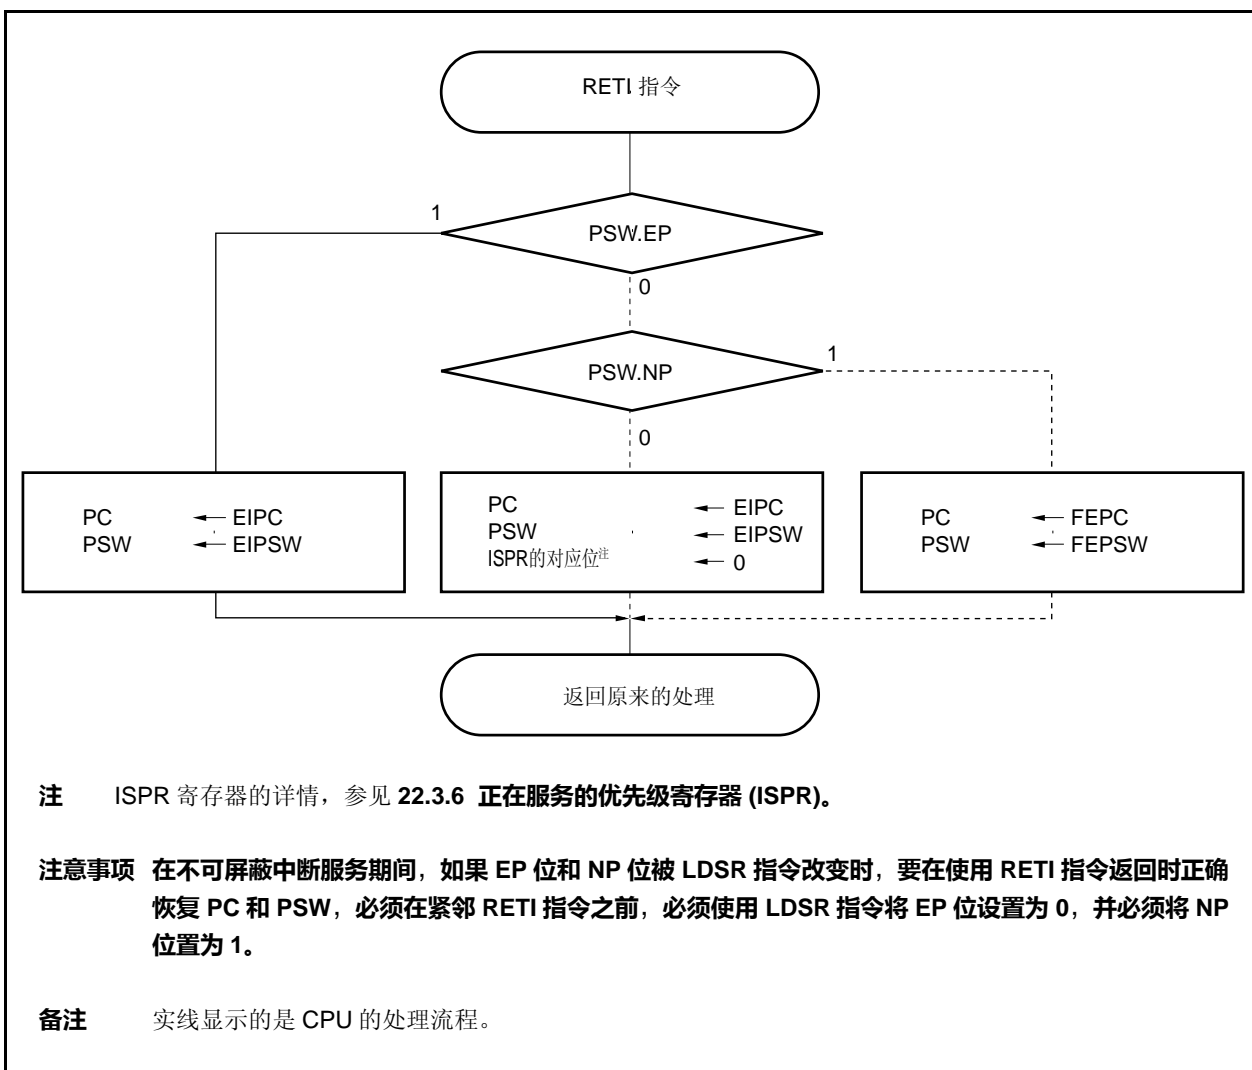 RETI 指令
1
PSW.EP
0
PSW.NP
1
0
PC ← EIPC
PSW ← EIPSW
PC ← EIPC
PSW ← EIPSW
ISPR的对应位注 ← 0
PC ← FEPC
PSW ← FEPSW
返回原来的处理
注 ISPR 寄存器的详情，参见 22.3.6 正在服务的优先级寄存器 (ISPR)。
注意事项 在不可屏蔽中断服务期间，如果 EP 位和 NP 位被 LDSR 指令改变时，要在使用 RETI 指令返回时正确
恢复 PC 和 PSW，必须在紧邻 RETI 指令之前，必须使用 LDSR 指令将 EP 位设置为 0，并必须将 NP
位置为 1。
备注 实线显示的是 CPU 的处理流程。